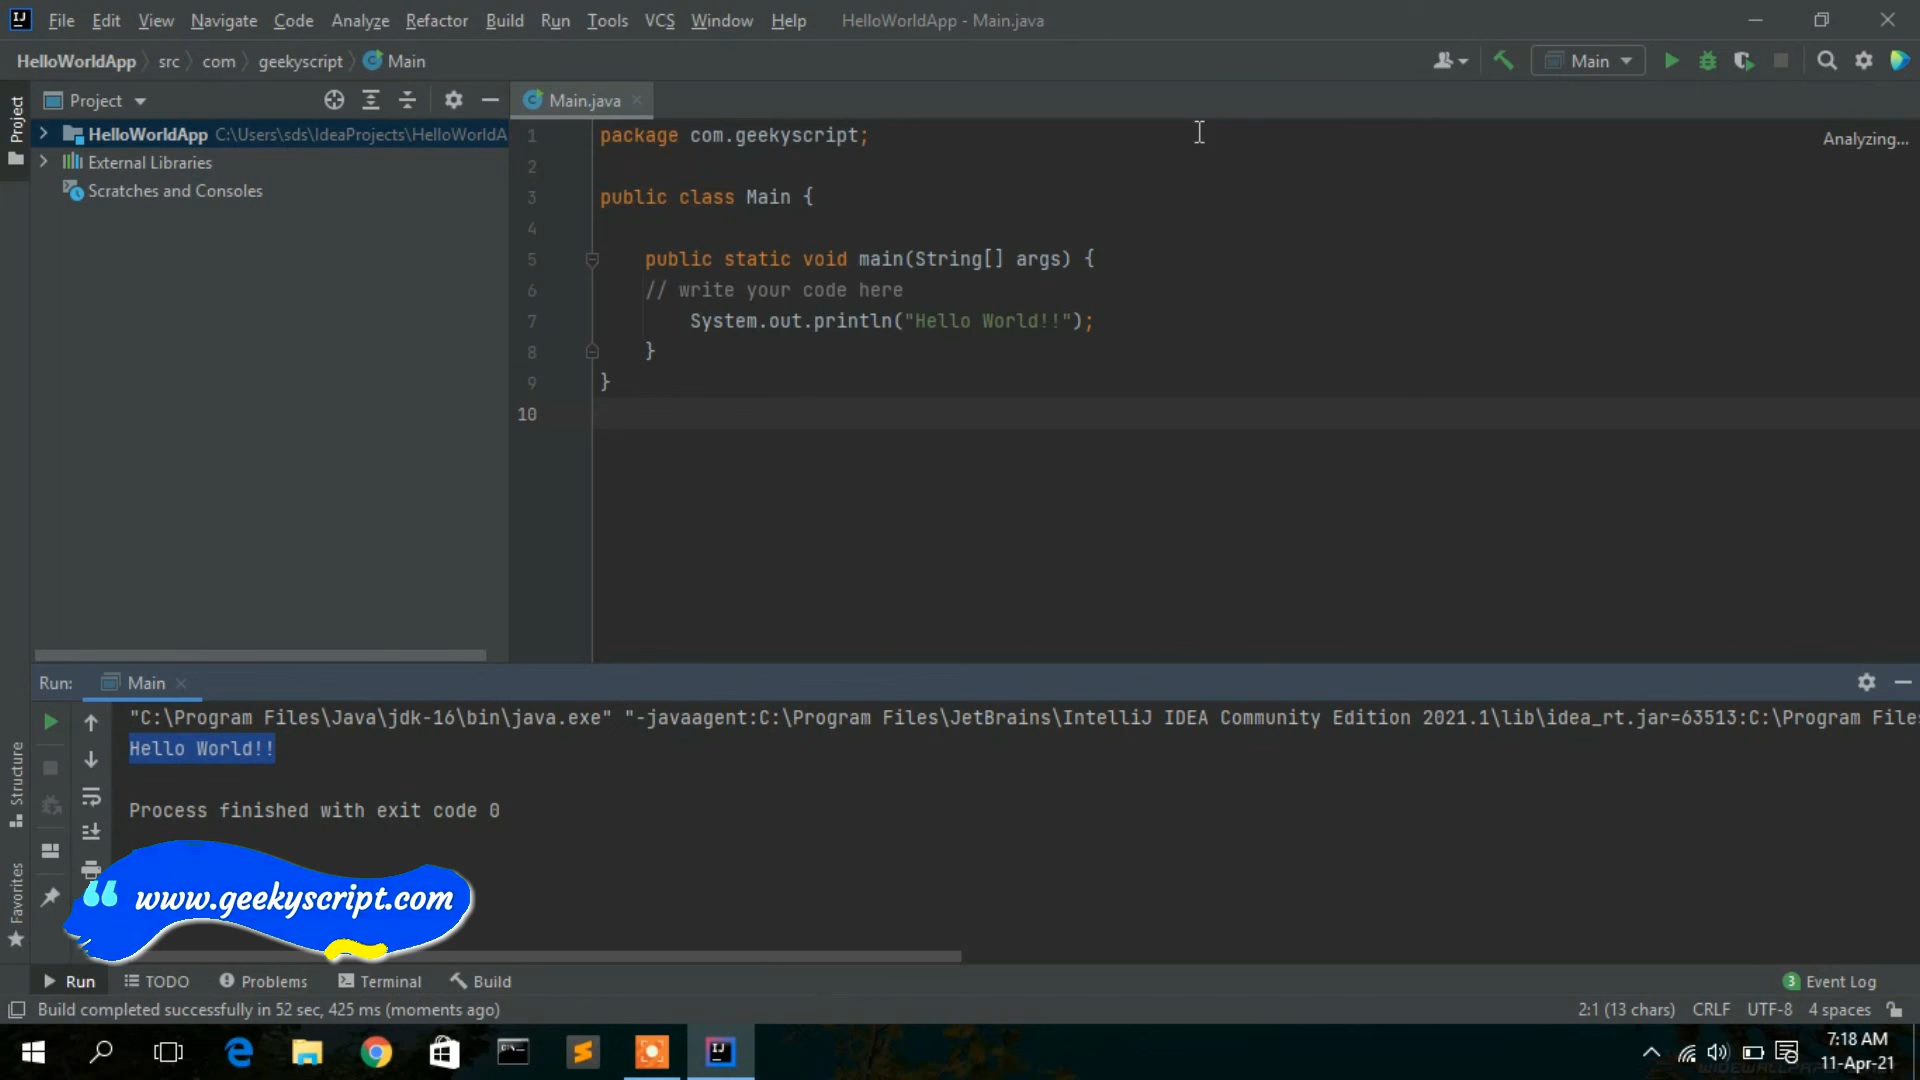 File Edit View Navigate Code Analyze Refactor Build Run Tools VCS Window Help HelloWorldApp - Main.java
HelloWorldApp src com geekyscript Main
Main
Project
Project
Main.java
HelloWorldApp C:\Users\sds\IdeaProjects\HelloWorldA
External Libraries
Scratches and Consoles
Analyzing...
1 package com.geekyscript;
2
3 public class Main {
4
5 public static void main(String[] args) {
6 // write your code here
7 System.out.println("Hello World!!");
8 }
9 }
10
Run: Main
"C:\Program Files\Java\jdk-16\bin\java.exe" "-javaagent:C:\Program Files\JetBrains\IntelliJ IDEA Community Edition 2021.1\lib\idea_rt.jar=63513:C:\Program Files
Hello World!!
Process finished with exit code 0
Structure
Favorites
www.geekyscript.com
Run TODO Problems Terminal Build
3 Event Log
Build completed successfully in 52 sec, 425 ms (moments ago)
2:1 (13 chars) CRLF UTF-8 4 spaces
7:18 AM
11-Apr-21